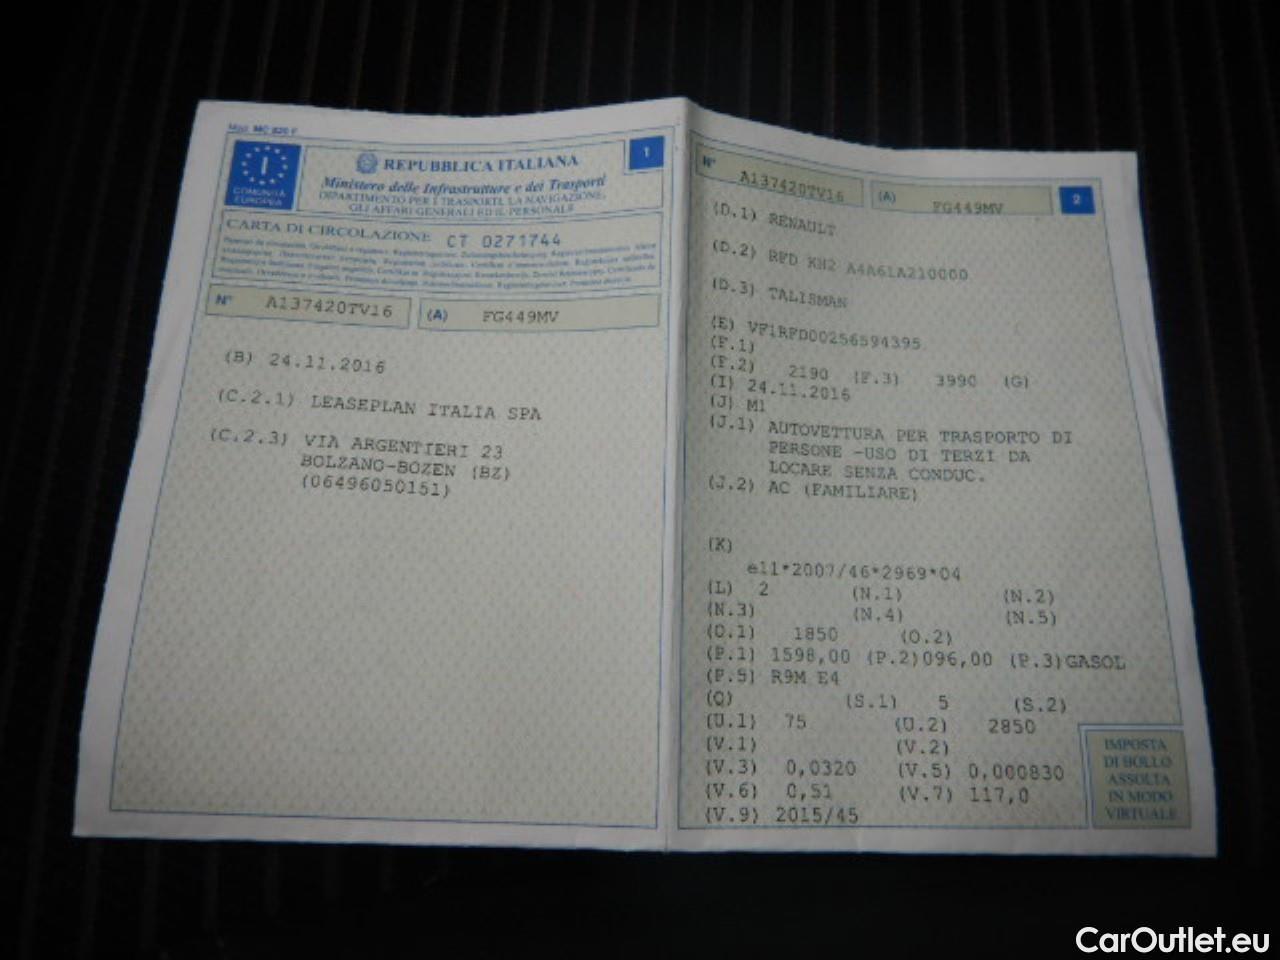 Mod. MC 820 F
I
COMUNITÀ
EUROPEA
REPUBBLICA ITALIANA
1
Ministero delle Infrastrutture e dei Trasporti
DIPARTIMENTO PER I TRASPORTI, LA NAVIGAZIONE,
GLI AFFARI GENERALI ED IL PERSONALE
CARTA DI CIRCOLAZIONE CT 0271744
N° A137420TV16 (A) FG449MV
(B) 24.11.2016
(C.2.1) LEASEPLAN ITALIA SPA
(C.2.3) VIA ARGENTIERI 23
BOLZANO-BOZEN (BZ)
(06496050151)
N° A137420TV16 (A) FG449MV 2
(D.1) RENAULT
(D.2) RFD KH2 A4A61A210000
(D.3) TALISMAN
(E) VF1RFD00256594395
(F.1)
(F.2) 2190 (F.3) 3990 (G)
(I) 24.11.2016
(J) M1
(J.1) AUTOVETTURA PER TRASPORTO DI
PERSONE -USO DI TERZI DA
LOCARE SENZA CONDUC.
(J.2) AC (FAMILIARE)
(K)
e11*2007/46*2969*04
(L) 2 (N.1) (N.2)
(N.3) (N.4) (N.5)
(O.1) 1850 (O.2)
(P.1) 1598,00 (P.2)096,00 (P.3)GASOL
(P.5) R9M E4
(Q) (S.1) 5 (S.2)
(U.1) 75 (U.2) 2850
(V.1) (V.2)
(V.3) 0,0320 (V.5) 0,000830
(V.6) 0,51 (V.7) 117,0
(V.9) 2015/45
IMPOSTA
DI BOLLO
ASSOLTA
IN MODO
VIRTUALE
CarOutlet.eu